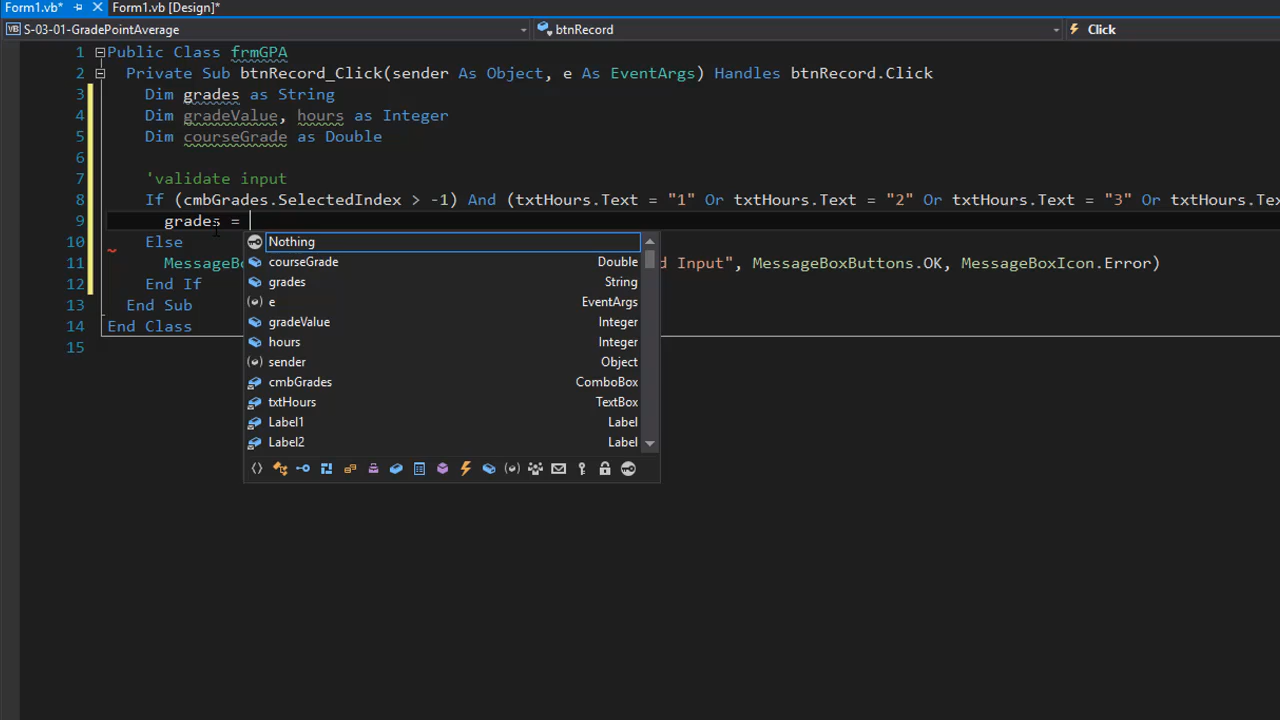 Form1.vb* Form1.vb [Design]*
S-03-01-GradePointAverage btnRecord Click
1 Public Class frmGPA
2 Private Sub btnRecord_Click(sender As Object, e As EventArgs) Handles btnRecord.Click
3 Dim grades as String
4 Dim gradeValue, hours as Integer
5 Dim courseGrade as Double
6
7 'validate input
8 If (cmbGrades.SelectedIndex > -1) And (txtHours.Text = "1" Or txtHours.Text = "2" Or txtHours.Text = "3" Or txtHours.Te
9 grades =
10 Else
Nothing
11 MessageBo d Input", MessageBoxButtons.OK, MessageBoxIcon.Error)
courseGrade Double
12 End If
grades String
13 End Sub
e EventArgs
14 End Class
gradeValue Integer
15
hours Integer
sender Object
cmbGrades ComboBox
txtHours TextBox
Label1 Label
Label2 Label